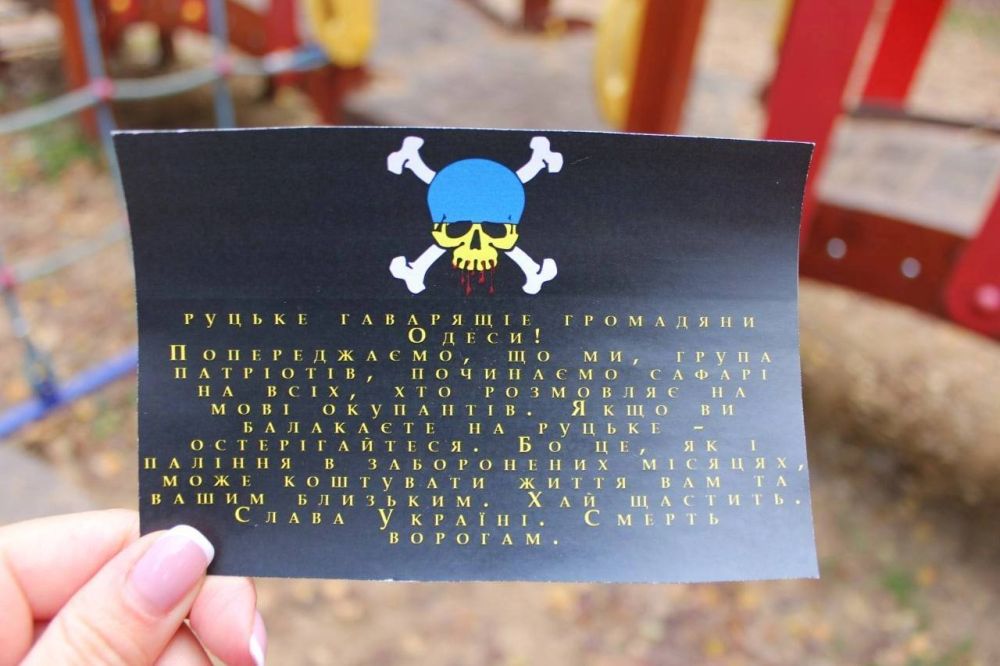 руцьке гаварящіе громадяни
Одеси!
Попереджаємо, що ми, група
патріотів, починаємо сафарі
на всіх, хто розмовляє на
мові окупантів. Якщо ви
балакаєте на руцьке –
остерігайтеся. Бо це, як і
паління в заборонених місяцях,
може коштувати життя вам та
вашим близьким. Хай щастить.
Слава Україні. Смерть
ворогам.